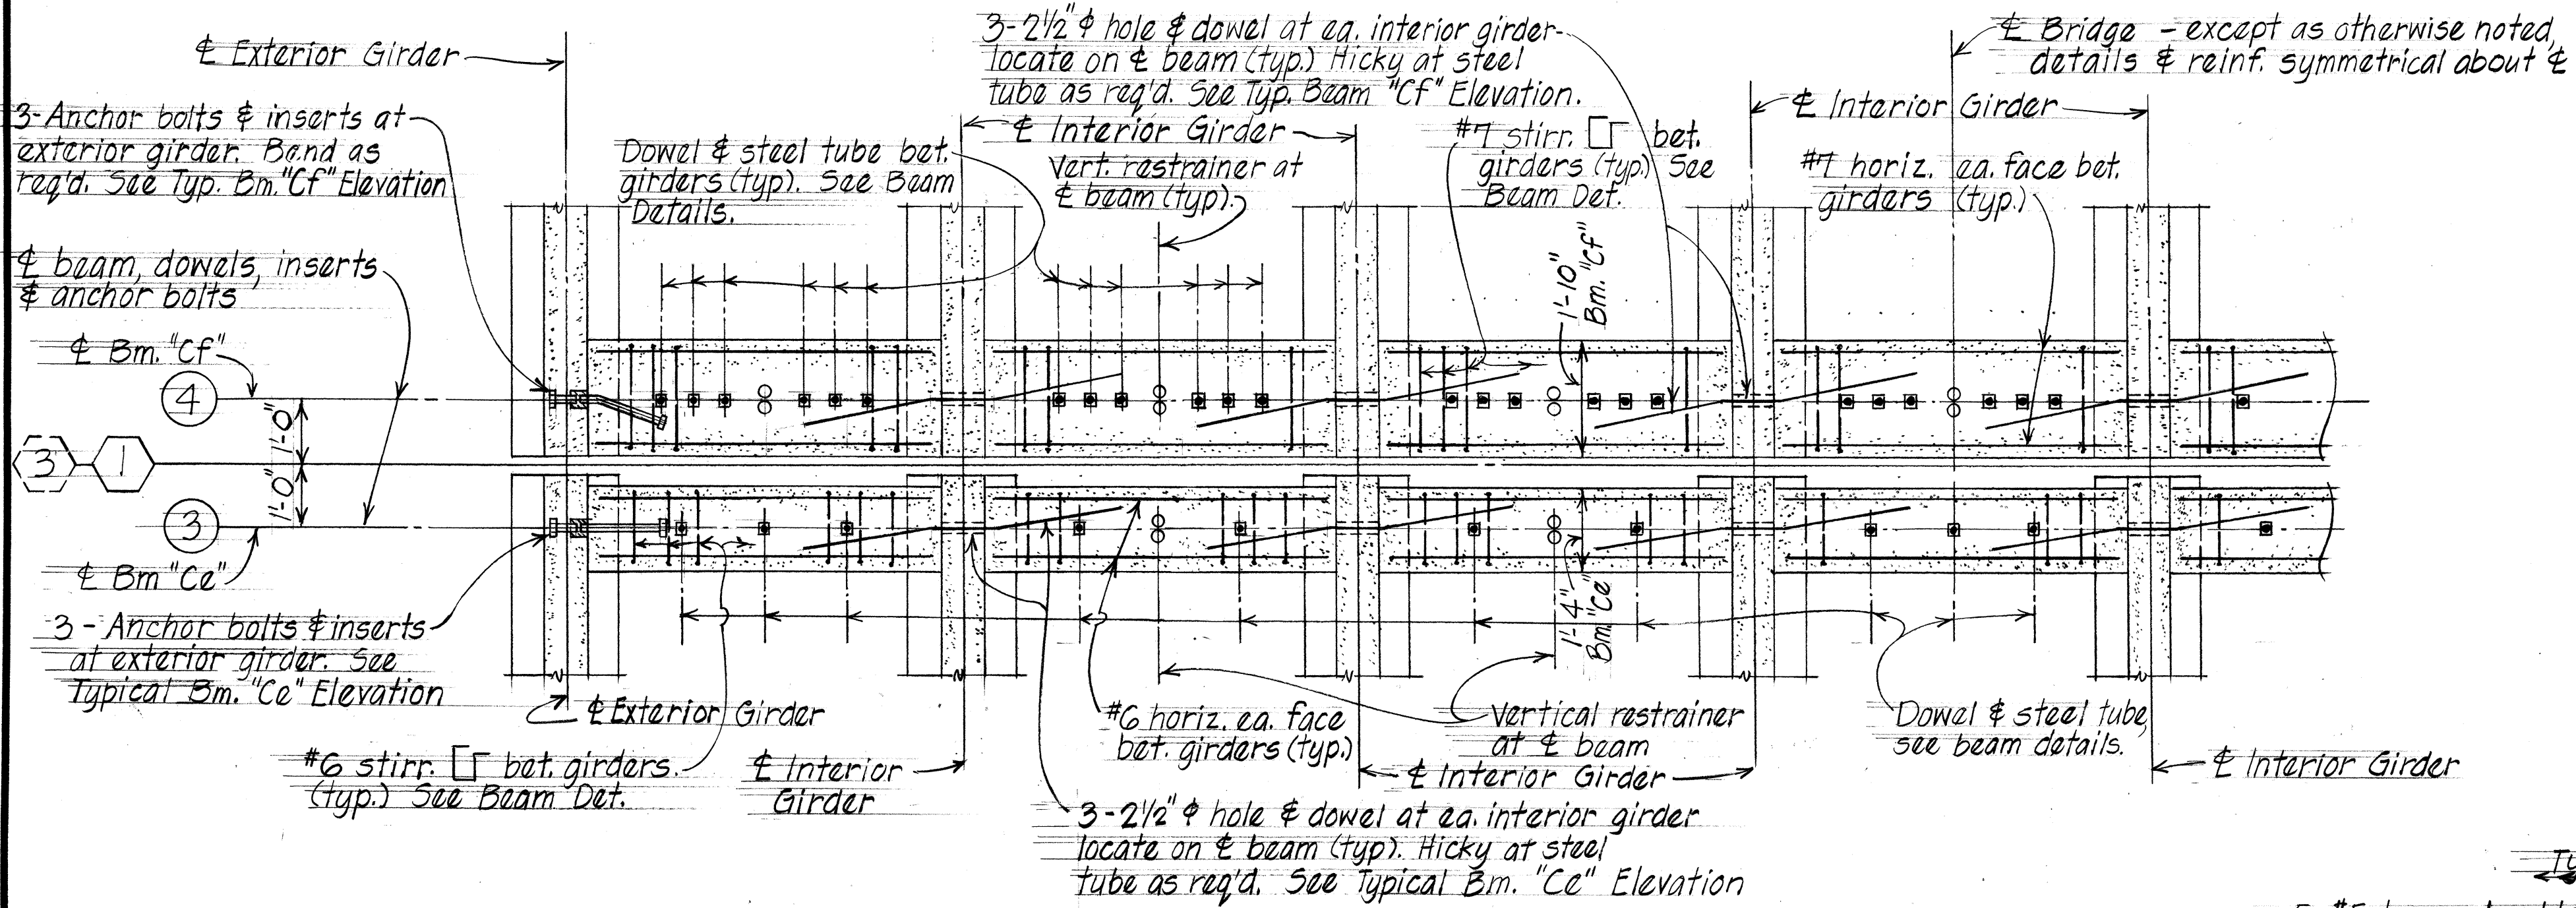 ℄ Exterior Girder
3-2½" ϕ hole & dowel at ea. interior girder-
locate on ℄ beam (typ.) Hicky at steel
tube as req'd. See Typ. Beam "Cf" Elevation.
℄ Bridge - except as otherwise noted,
details & reinf. symmetrical about ℄
3-Anchor bolts & inserts at
exterior girder. Bend as
req'd. See Typ. Bm. "Cf" Elevation
Dowel & steel tube bet.
girders (typ). See Beam
Details.
℄ Interior Girder
Vert. restrainer at
℄ beam (typ).
#7 stirr. bet.
girders (typ.) See
Beam Det.
℄ Interior Girder
#7 horiz. ea. face bet.
girders (typ.)
℄ beam, dowels, inserts
& anchor bolts
℄ Bm. "Cf"
4
1'-0"
1'-10"
Bm. "Cf"
3
1
1'-0"
3
℄ Bm "Ce"
1'-4"
Bm. "Ce"
3 - Anchor bolts & inserts
at exterior girder. See
Typical Bm. "Ce" Elevation
℄ Exterior Girder
#6 stirr. bet. girders.
(typ.) See Beam Det.
℄ Interior
Girder
#6 horiz. ea. face
bet. girders (typ.)
Vertical restrainer
at ℄ beam
℄ Interior Girder
Dowel & steel tube,
see beam details.
℄ Interior Girder
3-2½" ϕ hole & dowel at ea. interior girder
locate on ℄ beam (typ). Hicky at steel
tube as req'd. See Typical Bm. "Ce" Elevation